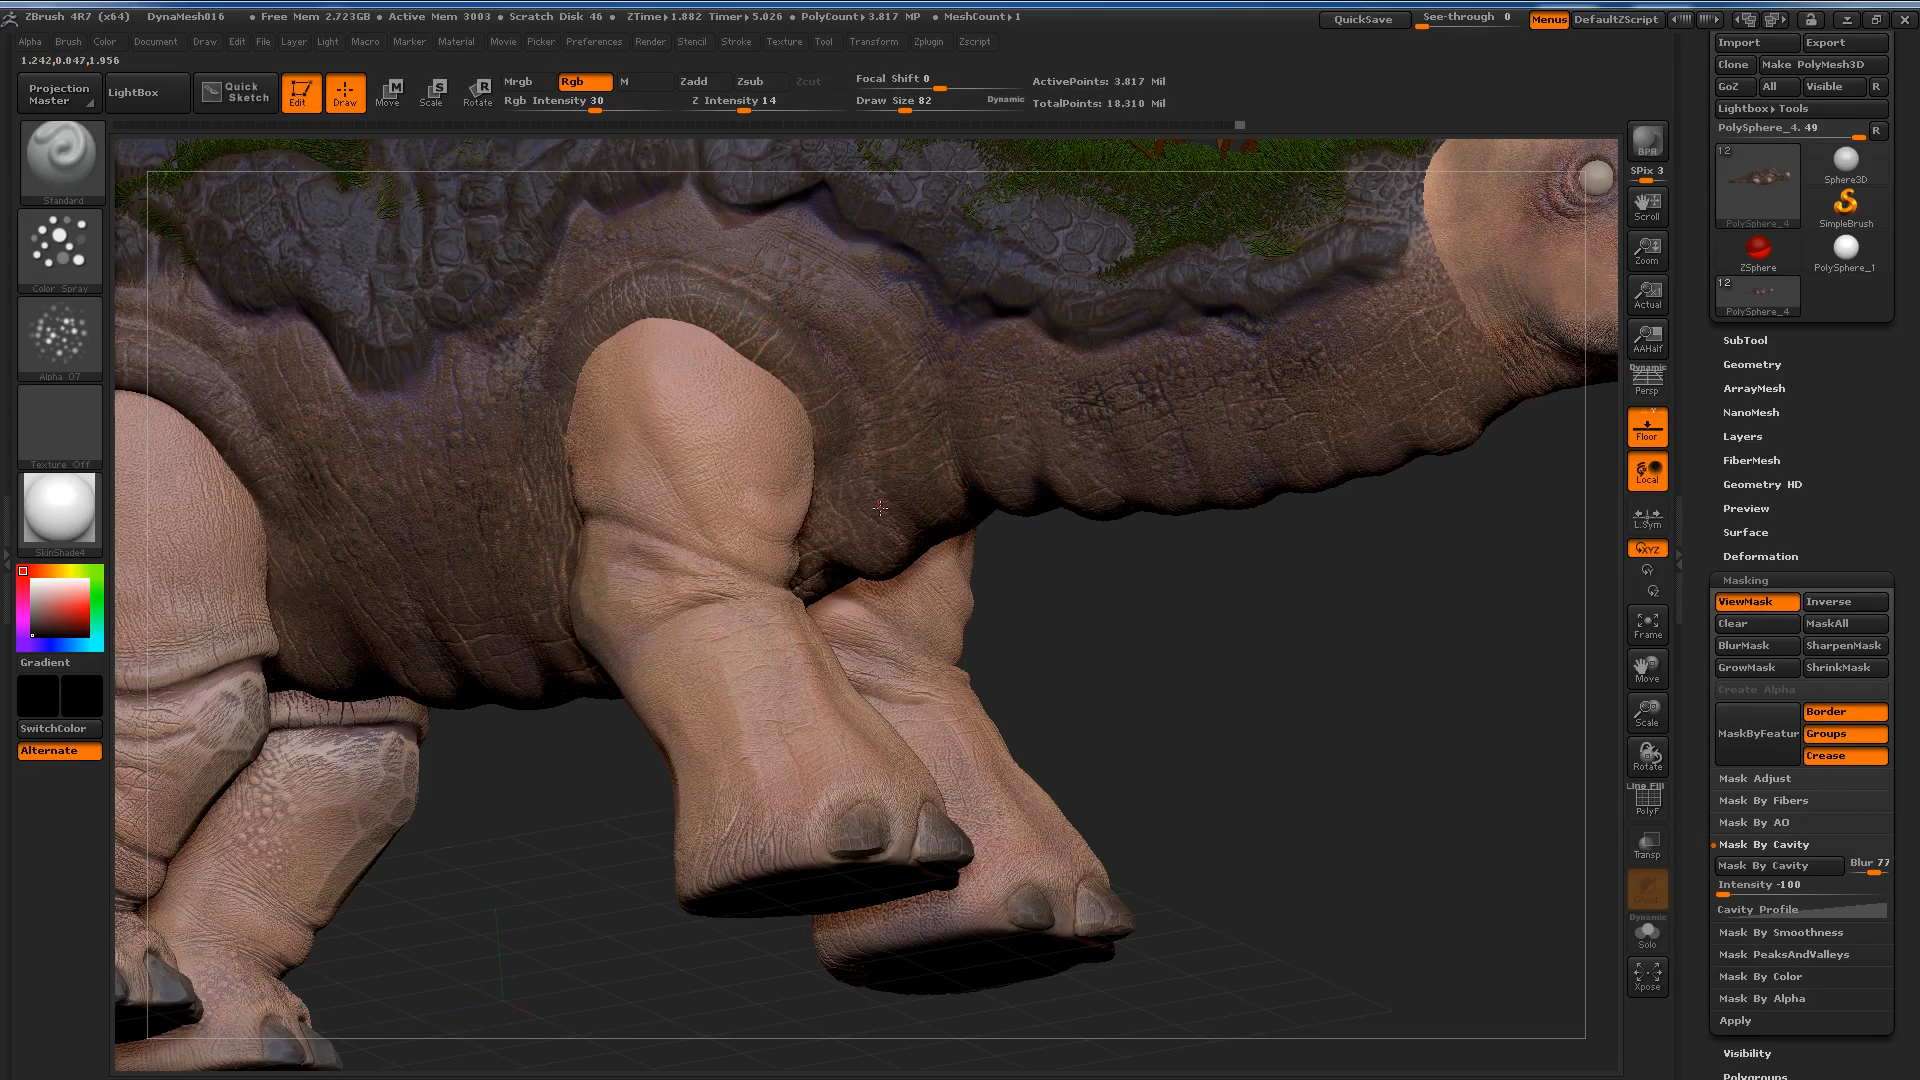 ZBrush 4R7 (x64) DynaMesh016 • Free Mem 2.723GB • Active Mem 3003 • Scratch Disk 46 • ZTime▸1.882 Timer▸5.026 • PolyCount▸3.817 MP • MeshCount▸1 QuickSave See-through 0 Menus DefaultZScript
Alpha Brush Color Document Draw Edit File Layer Light Macro Marker Material Movie Picker Preferences Render Stencil Stroke Texture Tool Transform Zplugin Zscript
1.242,0.047,1.956
Projection Master
LightBox
Quick Sketch
Edit
Draw
Move
Scale
Rotate
Mrgb Rgb M
Rgb Intensity 30
Zadd Zsub Zcut
Z Intensity 14
Focal Shift 0
Draw Size 82 Dynamic
ActivePoints: 3.817 Mil
TotalPoints: 18.310 Mil
Standard
Color Spray
Alpha 07
Texture Off
SkinShade4
Gradient
SwitchColor
Alternate
BPR
SPix 3
Scroll
Zoom
Actual
AAHalf
Dynamic
Persp
Floor
Local
L.Sym
XYZ
Frame
Move
Scale
Rotate
Line Fill
PolyF
Transp
Ghost
Dynamic
Solo
Xpose
Import Export
Clone Make PolyMesh3D
GoZ All Visible R
Lightbox▸Tools
PolySphere_4. 49 R
12
PolySphere_4
Sphere3D
SimpleBrush
ZSphere
PolySphere_1
12
PolySphere_4
SubTool
Geometry
ArrayMesh
NanoMesh
Layers
FiberMesh
Geometry HD
Preview
Surface
Deformation
Masking
ViewMask Inverse
Clear MaskAll
BlurMask SharpenMask
GrowMask ShrinkMask
Create Alpha
MaskByFeatur
Border
Groups
Crease
Mask Adjust
Mask By Fibers
Mask By AO
Mask By Cavity
Mask By Cavity Blur 77
Intensity -100
Cavity Profile
Mask By Smoothness
Mask PeaksAndValleys
Mask By Color
Mask By Alpha
Apply
Visibility
Polygroups